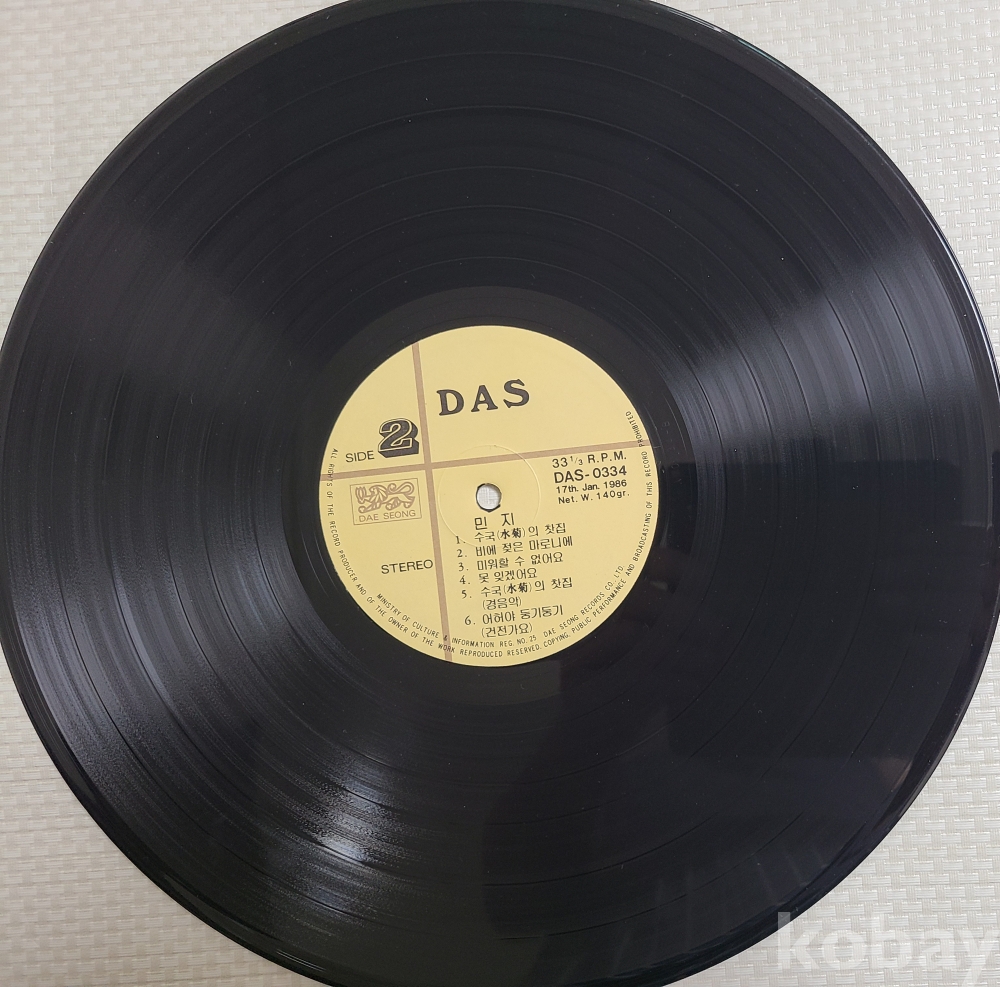 DAS
SIDE 2
33 1/3 R.P.M.
DAS-0334
17th. Jan. 1986
Net. W. 140gr.
DAE SEONG
STEREO
민 지
1. 수국(水菊)의 찻집
2. 비에 젖은 마로니에
3. 미워할 수 없어요
4. 못 잊겠어요
5. 수국(水菊)의 찻집
(경음악)
6. 어허야 둥기둥기
(건전가요)
MINISTRY OF CULTURE & INFORMATION REG. NO. 25 DAE SEONG RECORDS CO. LTD.
ALL RIGHTS OF THE RECORD PRODUCER AND OF THE OWNER OF THE WORK REPRODUCED RESERVED. COPYING, PUBLIC PERFORMANCE AND BROADCASTING OF THIS RECORD PROHIBITED
kobay